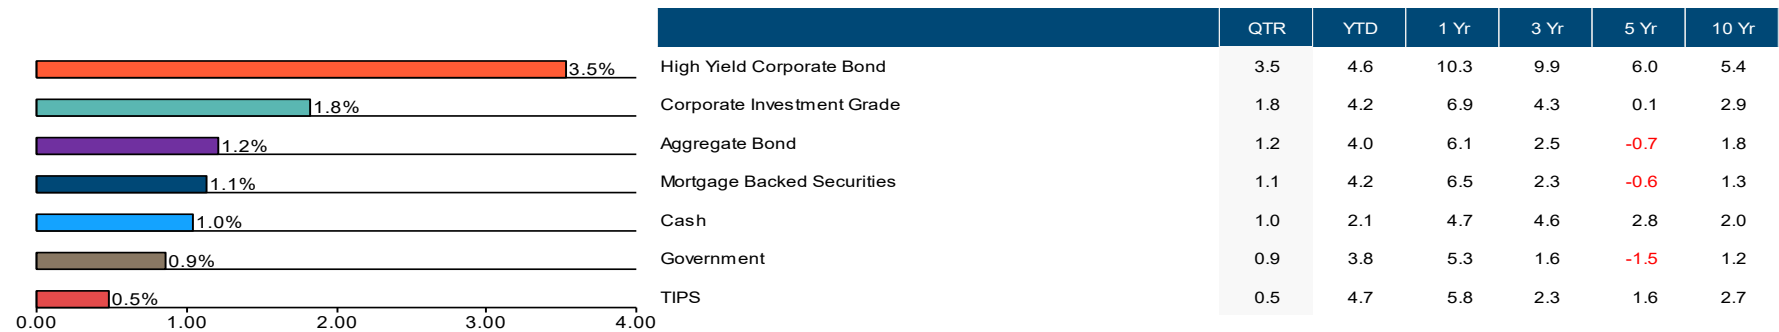 QTR YTD 1 Yr 3 Yr 5 Yr 10 Yr
3.5% High Yield Corporate Bond 3.5 4.6 10.3 9.9 6.0 5.4
1.8% Corporate Investment Grade 1.8 4.2 6.9 4.3 0.1 2.9
1.2% Aggregate Bond 1.2 4.0 6.1 2.5 -0.7 1.8
1.1% Mortgage Backed Securities 1.1 4.2 6.5 2.3 -0.6 1.3
1.0% Cash 1.0 2.1 4.7 4.6 2.8 2.0
0.9% Government 0.9 3.8 5.3 1.6 -1.5 1.2
0.5% TIPS 0.5 4.7 5.8 2.3 1.6 2.7
0.00 1.00 2.00 3.00 4.00